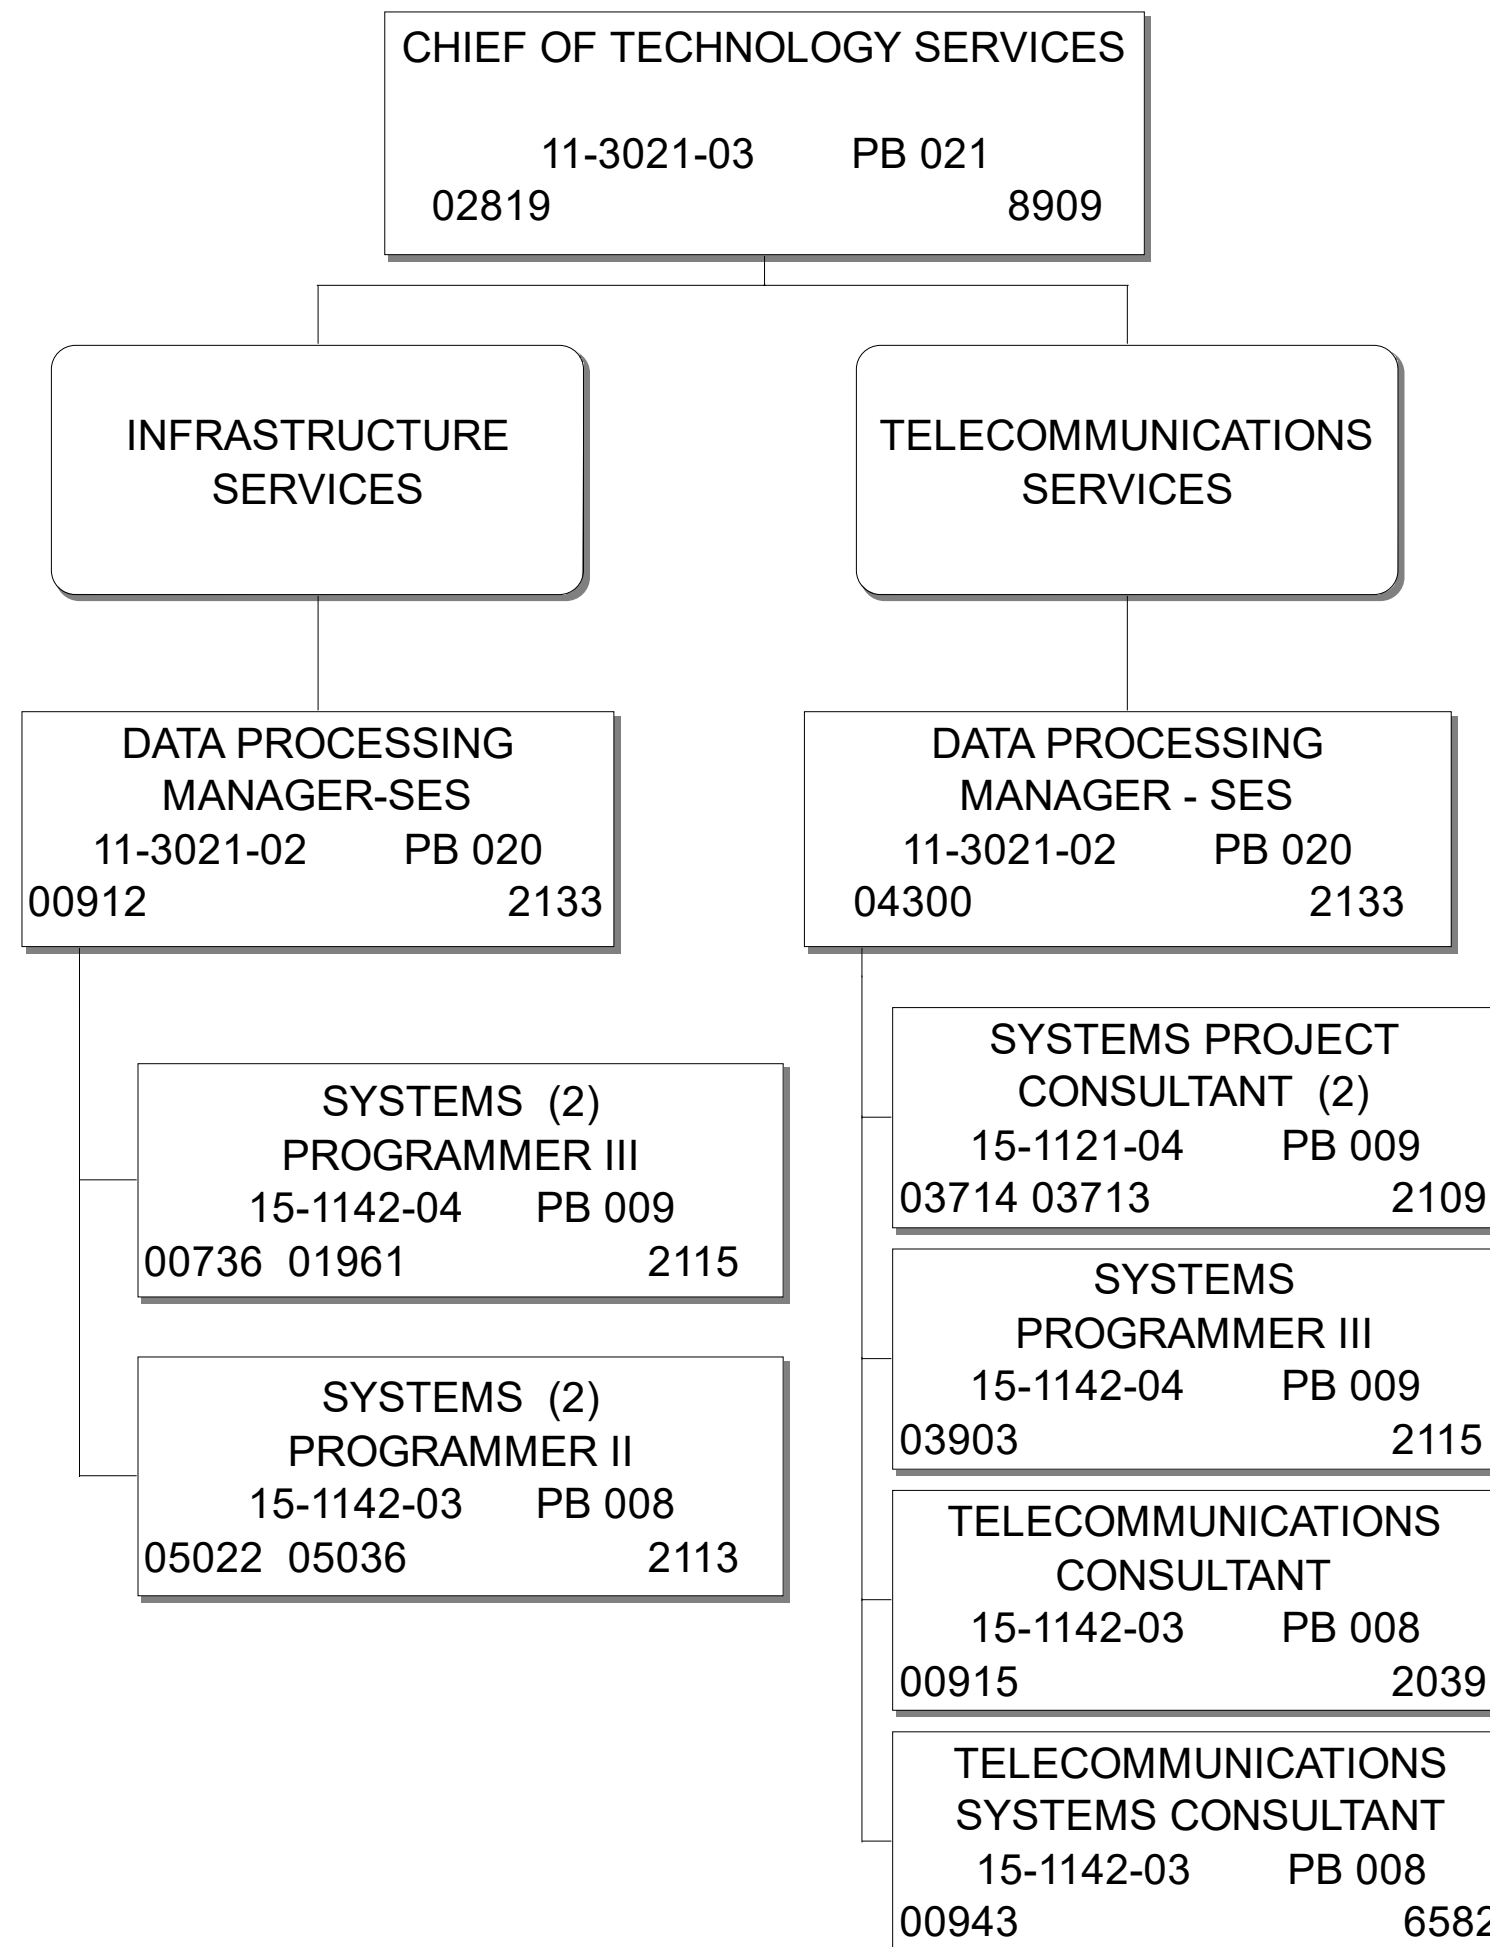 CHIEF OF TECHNOLOGY SERVICES
11-3021-03 PB 021
02819 8909
INFRASTRUCTURE
SERVICES
TELECOMMUNICATIONS
SERVICES
DATA PROCESSING
MANAGER-SES
11-3021-02 PB 020
00912 2133
SYSTEMS (2)
PROGRAMMER III
15-1142-04 PB 009
00736 01961 2115
SYSTEMS (2)
PROGRAMMER II
15-1142-03 PB 008
05022 05036 2113
DATA PROCESSING
MANAGER - SES
11-3021-02 PB 020
04300 2133
SYSTEMS PROJECT
CONSULTANT (2)
15-1121-04 PB 009
03714 03713 2109
SYSTEMS
PROGRAMMER III
15-1142-04 PB 009
03903 2115
TELECOMMUNICATIONS
CONSULTANT
15-1142-03 PB 008
00915 2039
TELECOMMUNICATIONS
SYSTEMS CONSULTANT
15-1142-03 PB 008
00943 6582